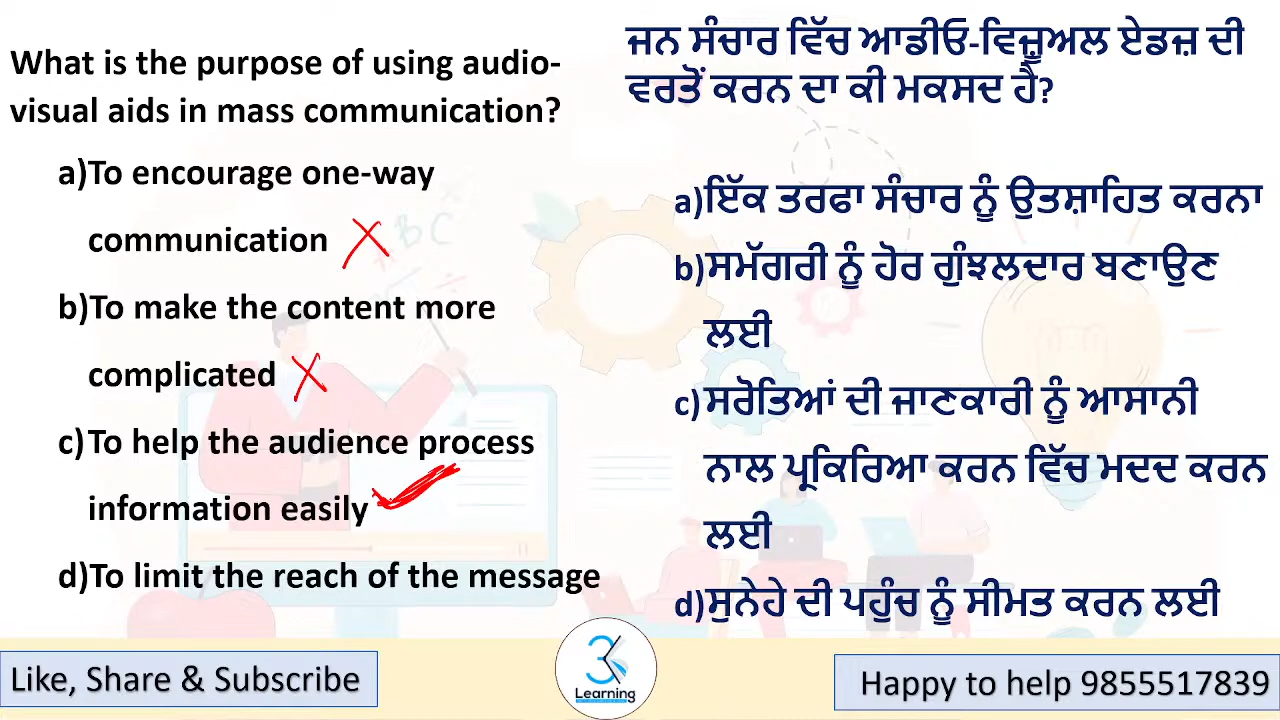 What is the purpose of using audio-
visual aids in mass communication?
a)To encourage one-way
communication
b)To make the content more
complicated
c)To help the audience process
information easily
d)To limit the reach of the message
ਜਨ ਸੰਚਾਰ ਵਿੱਚ ਆਡੀਓ-ਵਿਜ਼ੂਅਲ ਏਡਜ਼ ਦੀ
ਵਰਤੋਂ ਕਰਨ ਦਾ ਕੀ ਮਕਸਦ ਹੈ?
a)ਇੱਕ ਤਰਫਾ ਸੰਚਾਰ ਨੂੰ ਉਤਸ਼ਾਹਿਤ ਕਰਨਾ
b)ਸਮੱਗਰੀ ਨੂੰ ਹੋਰ ਗੁੰਝਲਦਾਰ ਬਣਾਉਣ
ਲਈ
c)ਸਰੋਤਿਆਂ ਦੀ ਜਾਣਕਾਰੀ ਨੂੰ ਆਸਾਨੀ
ਨਾਲ ਪ੍ਰਕਿਰਿਆ ਕਰਨ ਵਿੱਚ ਮਦਦ ਕਰਨ
ਲਈ
d)ਸੁਨੇਹੇ ਦੀ ਪਹੁੰਚ ਨੂੰ ਸੀਮਤ ਕਰਨ ਲਈ
Like, Share & Subscribe
Learning
Happy to help 9855517839